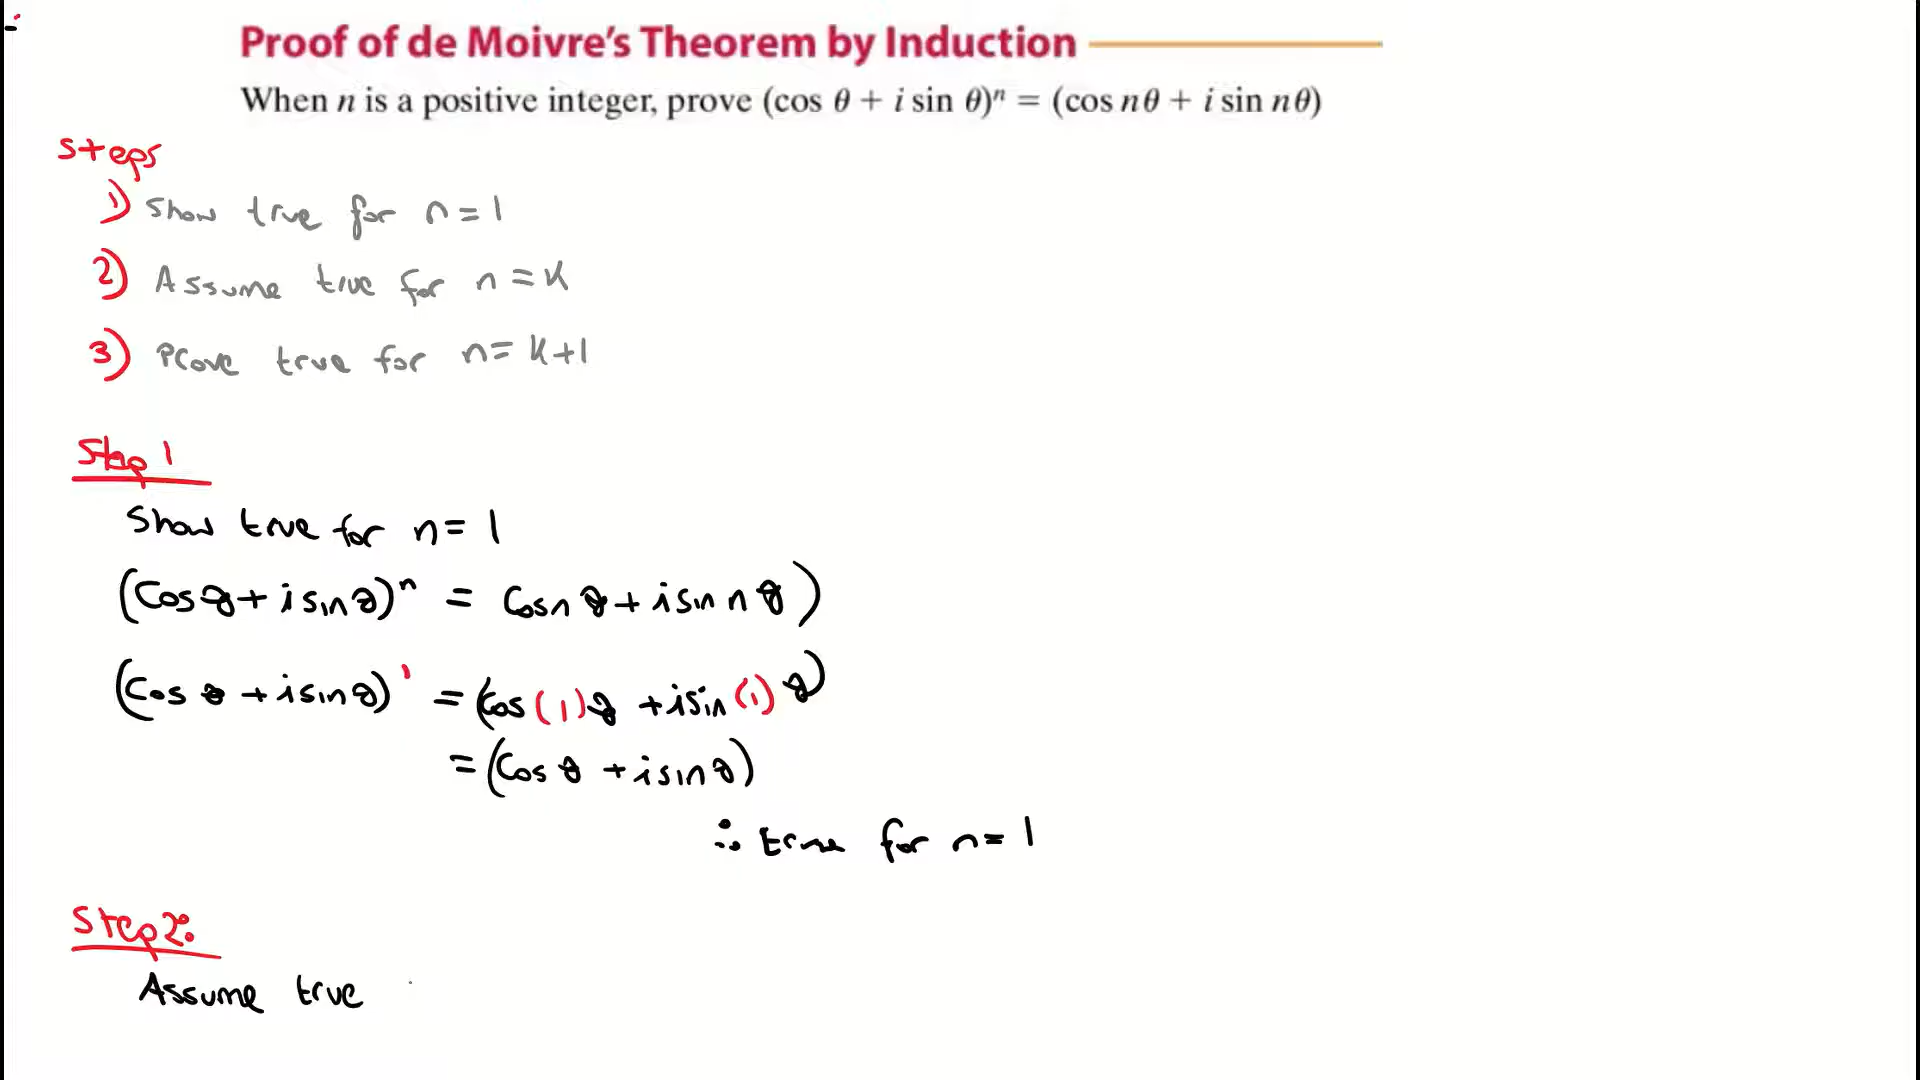 Proof of de Moivre's Theorem by Induction
When n is a positive integer, prove (cos θ + i sin θ)ⁿ = (cos nθ + i sin nθ)
Steps
1) Show true for n = 1
2) Assume true for n = k
3) Prove true for n = k+1
Step 1
Show true for n = 1
(Cos θ + i sin θ)ⁿ = Cos n θ + i sin n θ)
(Cos θ + i sin θ)¹ = (Cos (1) θ + i sin (1) θ)
= (Cos θ + i sin θ)
∴ true for n = 1
Step 2:
Assume true